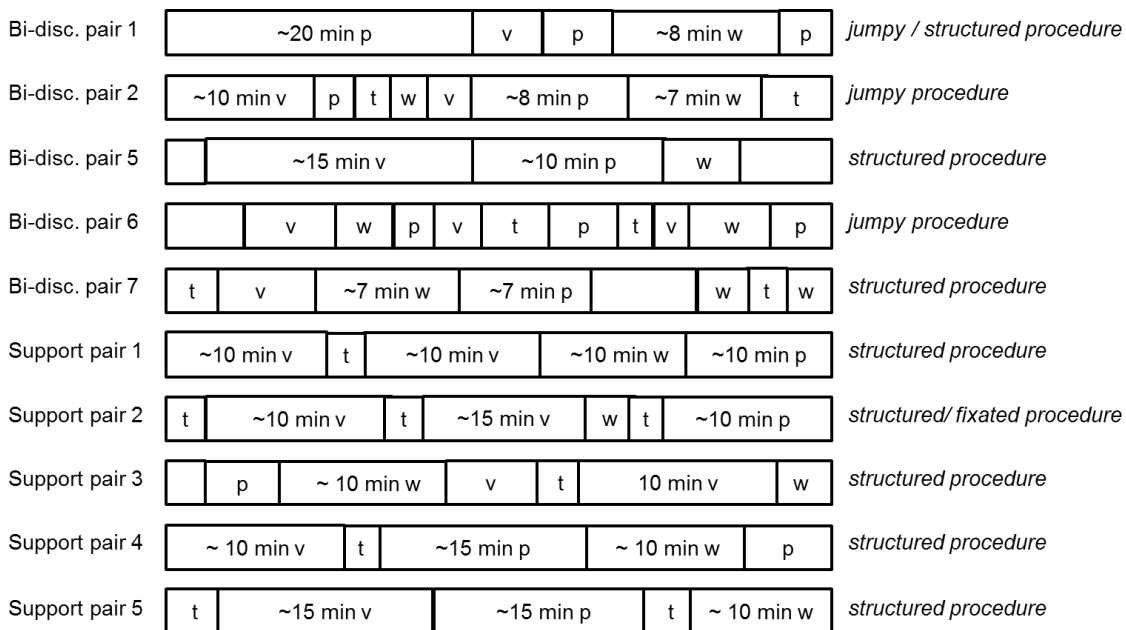 Bi-disc. pair 1 ~20 min p v p ~8 min w p jumpy / structured procedure
Bi-disc. pair 2 ~10 min v p t w v ~8 min p ~7 min w t jumpy procedure
Bi-disc. pair 5 ~15 min v ~10 min p w structured procedure
Bi-disc. pair 6 v w p v t p t v w p jumpy procedure
Bi-disc. pair 7 t v ~7 min w ~7 min p w t w structured procedure
Support pair 1 ~10 min v t ~10 min v ~10 min w ~10 min p structured procedure
Support pair 2 t ~10 min v t ~15 min v w t ~10 min p structured/ fixated procedure
Support pair 3 p ~ 10 min w v t 10 min v w structured procedure
Support pair 4 ~ 10 min v t ~15 min p ~ 10 min w p structured procedure
Support pair 5 t ~15 min v ~15 min p t ~ 10 min w structured procedure